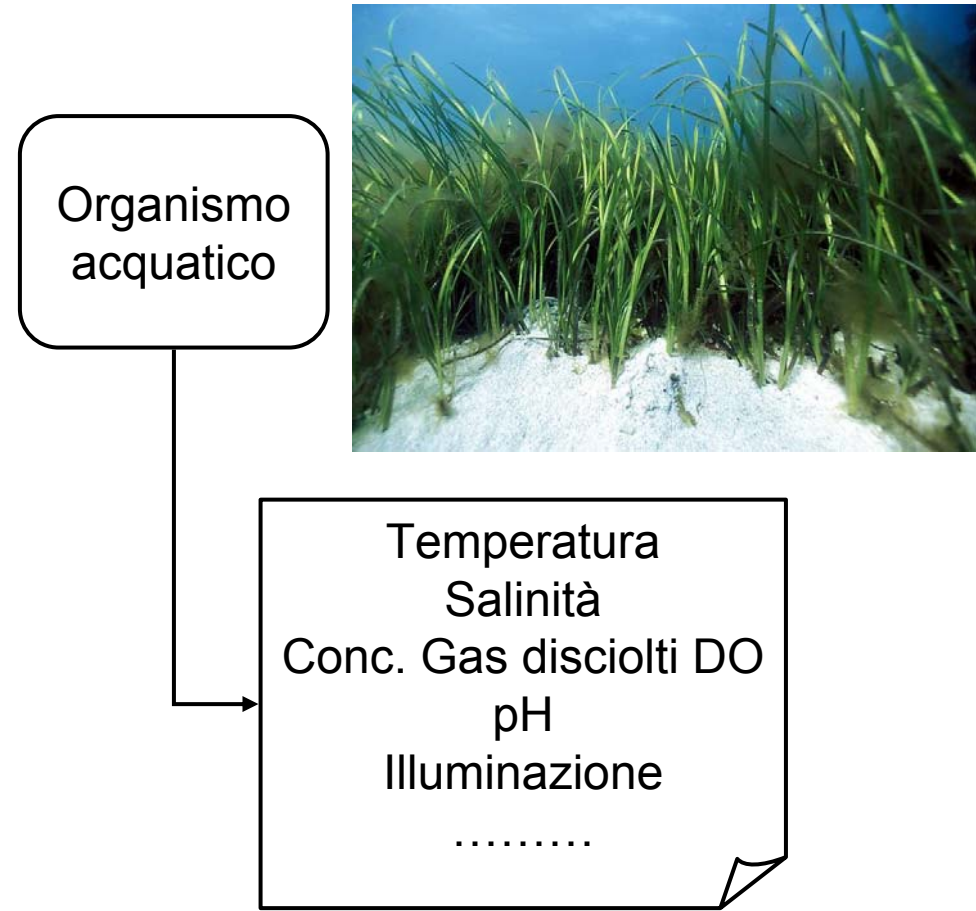 Organismo
acquatico
Temperatura
Salinità
Conc. Gas disciolti DO
pH
Illuminazione
………